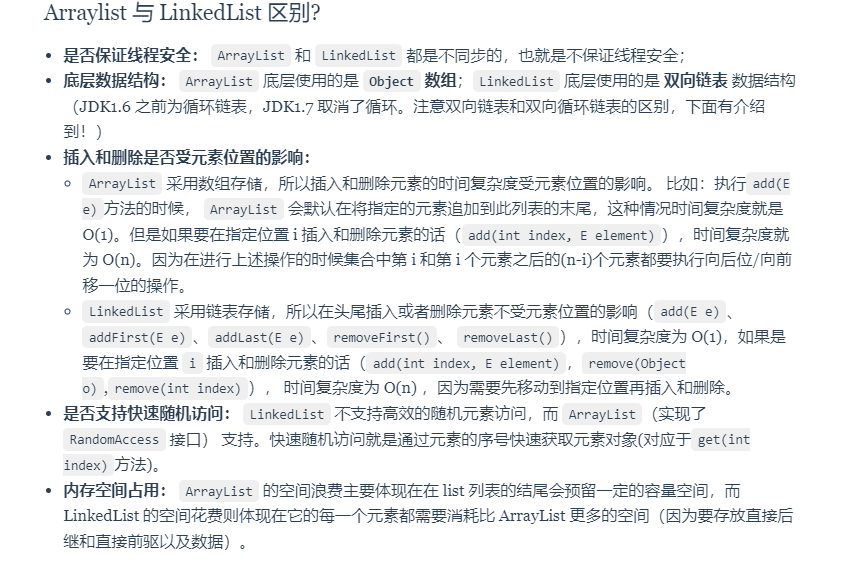 Arraylist 与 LinkedList 区别?
是否保证线程安全： ArrayList 和 LinkedList 都是不同步的，也就是不保证线程安全；
底层数据结构： ArrayList 底层使用的是 Object 数组；LinkedList 底层使用的是 双向链表 数据结构
（JDK1.6 之前为循环链表，JDK1.7 取消了循环。注意双向链表和双向循环链表的区别，下面有介绍
到！）
插入和删除是否受元素位置的影响：
ArrayList 采用数组存储，所以插入和删除元素的时间复杂度受元素位置的影响。 比如：执行add(E
e)方法的时候， ArrayList 会默认在将指定的元素追加到此列表的末尾，这种情况时间复杂度就是
O(1)。但是如果要在指定位置 i 插入和删除元素的话（add(int index, E element)），时间复杂度就
为 O(n)。因为在进行上述操作的时候集合中第 i 和第 i 个元素之后的(n-i)个元素都要执行向后位/向前
移一位的操作。
LinkedList 采用链表存储，所以在头尾插入或者删除元素不受元素位置的影响（add(E e)、
addFirst(E e)、addLast(E e)、removeFirst()、 removeLast()），时间复杂度为 O(1)，如果是
要在指定位置 i 插入和删除元素的话（add(int index, E element)，remove(Object
o),remove(int index)）， 时间复杂度为 O(n) ，因为需要先移动到指定位置再插入和删除。
是否支持快速随机访问： LinkedList 不支持高效的随机元素访问，而 ArrayList（实现了
RandomAccess 接口） 支持。快速随机访问就是通过元素的序号快速获取元素对象(对应于get(int
index)方法)。
内存空间占用： ArrayList 的空间浪费主要体现在在 list 列表的结尾会预留一定的容量空间，而
LinkedList 的空间花费则体现在它的每一个元素都需要消耗比 ArrayList 更多的空间（因为要存放直接后
继和直接前驱以及数据）。